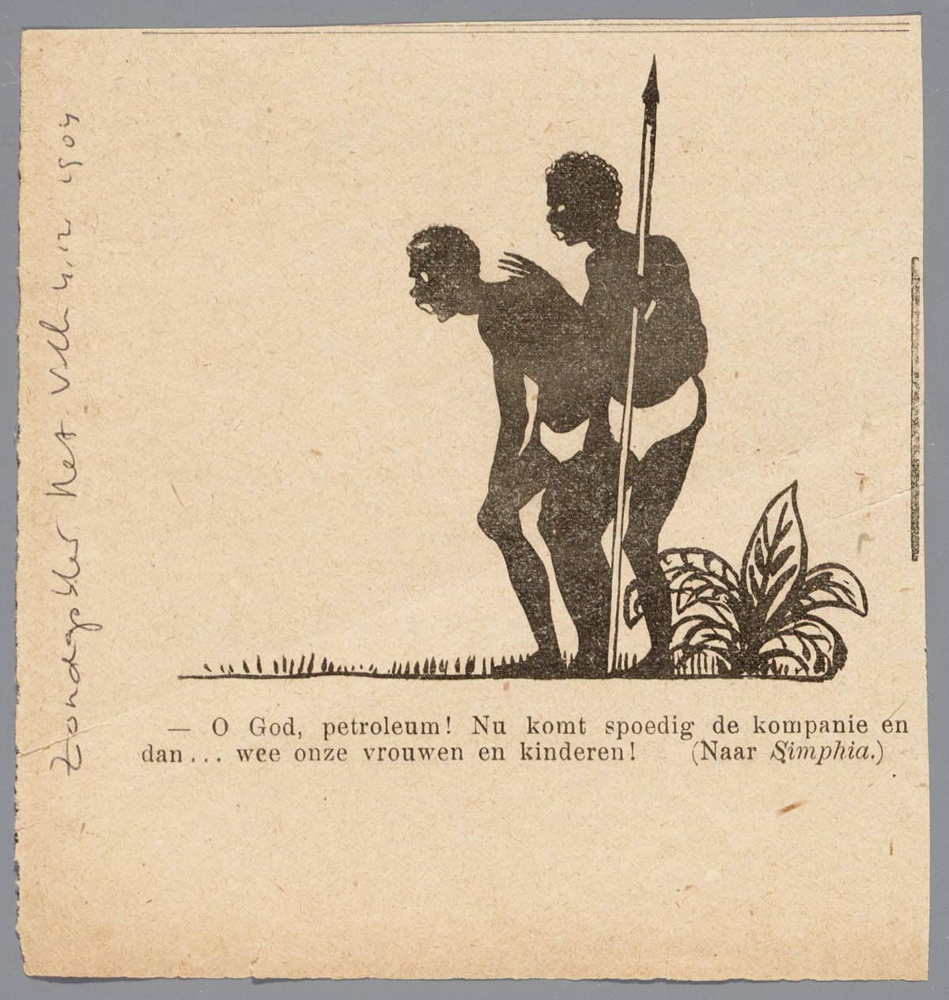 — O God, petroleum! Nu komt spoedig de kompanie en
dan... wee onze vrouwen en kinderen! (Naar Simphia.)
Zondagsblad Het Volk 4.12 1904